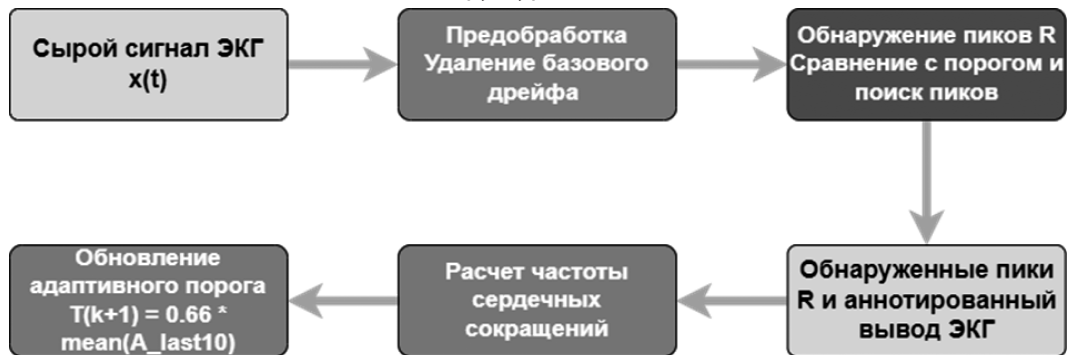 Сырой сигнал ЭКГ
x(t)
Предобработка
Удаление базового
дрейфа
Обнаружение пиков R
Сравнение с порогом и
поиск пиков
Обнаруженные пики
R и аннотированный
вывод ЭКГ
Расчет частоты
сердечных
сокращений
Обновление
адаптивного порога
T(k+1) = 0.66 *
mean(A_last10)